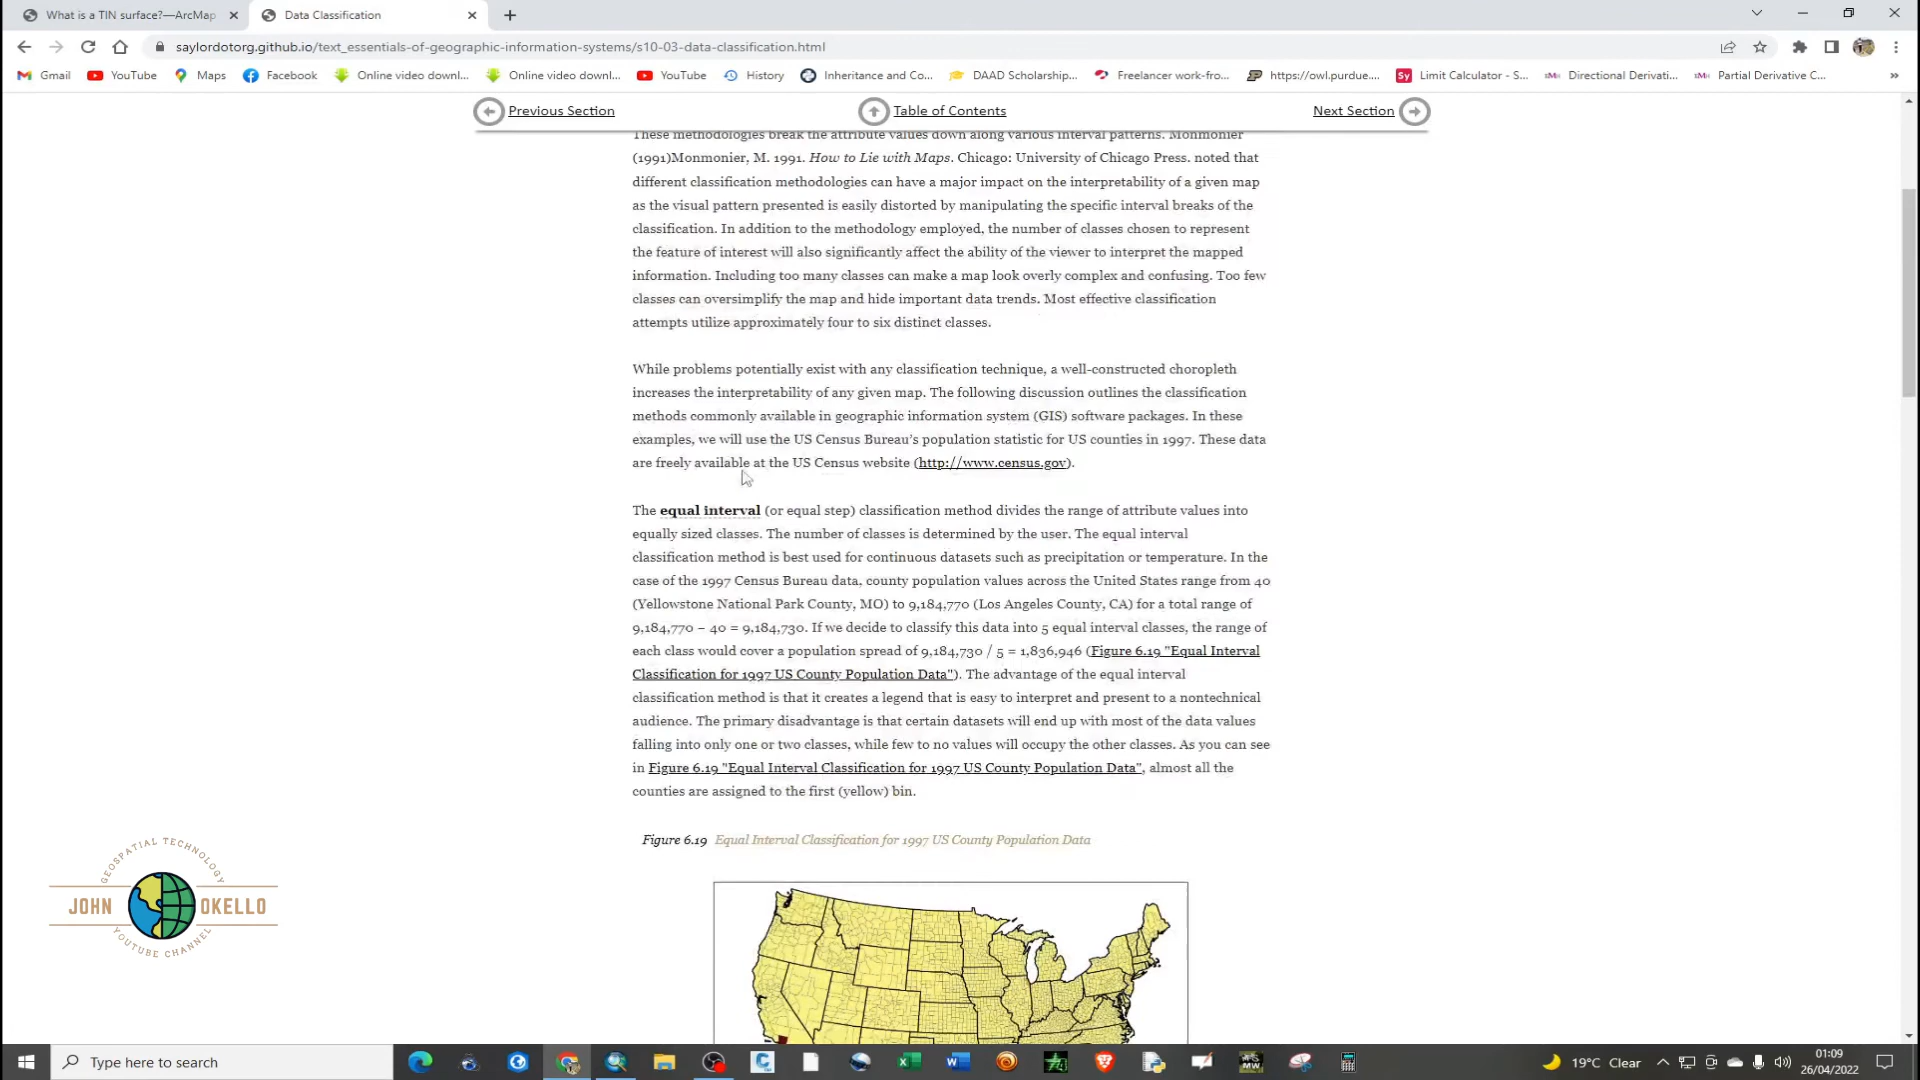 What is a TIN surface?—ArcMap
Data Classification
saylordotorg.github.io/text_essentials-of-geographic-information-systems/s10-03-data-classification.html
Gmail YouTube Maps Facebook Online video downl... Online video downl... YouTube History Inheritance and Co... DAAD Scholarship... Freelancer work-fro... https://owl.purdue.... Sy Limit Calculator - S... Directional Derivati... Partial Derivative C... »
Previous Section Table of Contents Next Section
These methodologies break the attribute values down along various interval patterns. Monmonier
(1991)Monmonier, M. 1991. How to Lie with Maps. Chicago: University of Chicago Press. noted that
different classification methodologies can have a major impact on the interpretability of a given map
as the visual pattern presented is easily distorted by manipulating the specific interval breaks of the
classification. In addition to the methodology employed, the number of classes chosen to represent
the feature of interest will also significantly affect the ability of the viewer to interpret the mapped
information. Including too many classes can make a map look overly complex and confusing. Too few
classes can oversimplify the map and hide important data trends. Most effective classification
attempts utilize approximately four to six distinct classes.
While problems potentially exist with any classification technique, a well-constructed choropleth
increases the interpretability of any given map. The following discussion outlines the classification
methods commonly available in geographic information system (GIS) software packages. In these
examples, we will use the US Census Bureau's population statistic for US counties in 1997. These data
are freely available at the US Census website (http://www.census.gov).
The equal interval (or equal step) classification method divides the range of attribute values into
equally sized classes. The number of classes is determined by the user. The equal interval
classification method is best used for continuous datasets such as precipitation or temperature. In the
case of the 1997 Census Bureau data, county population values across the United States range from 40
(Yellowstone National Park County, MO) to 9,184,770 (Los Angeles County, CA) for a total range of
9,184,770 − 40 = 9,184,730. If we decide to classify this data into 5 equal interval classes, the range of
each class would cover a population spread of 9,184,730 / 5 = 1,836,946 (Figure 6.19 "Equal Interval
Classification for 1997 US County Population Data"). The advantage of the equal interval
classification method is that it creates a legend that is easy to interpret and present to a nontechnical
audience. The primary disadvantage is that certain datasets will end up with most of the data values
falling into only one or two classes, while few to no values will occupy the other classes. As you can see
in Figure 6.19 "Equal Interval Classification for 1997 US County Population Data", almost all the
counties are assigned to the first (yellow) bin.
Figure 6.19 Equal Interval Classification for 1997 US County Population Data
GEOSPATIAL TECHNOLOGY
JOHN OKELLO
YOUTUBE CHANNEL
Type here to search
19°C Clear
01:09
26/04/2022